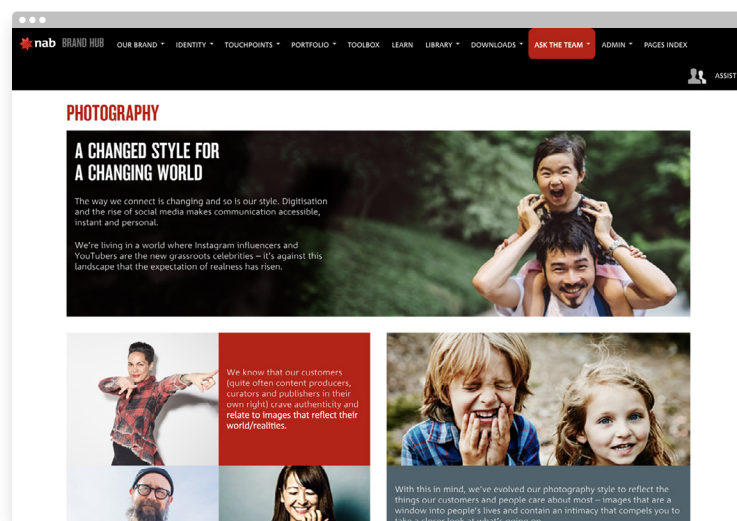 nab BRAND HUB OUR BRAND IDENTITY TOUCHPOINTS PORTFOLIO TOOLBOX LEARN LIBRARY DOWNLOADS ASK THE TEAM ADMIN PAGES INDEX
ASSIST
PHOTOGRAPHY
A CHANGED STYLE FOR
A CHANGING WORLD
The way we connect is changing and so is our style. Digitisation
and the rise of social media makes communication accessible,
instant and personal.
We're living in a world where Instagram influencers and
YouTubers are the new grassroots celebrities – it's against this
landscape that the expectation of realness has risen.
We know that our customers
(quite often content producers,
curators and publishers in their
own right) crave authenticity and
relate to images that reflect their
world/realities.
With this in mind, we've evolved our photography style to reflect the
things our customers and people care about most – images that are a
window into people's lives and contain an intimacy that compels you to
take a closer look at what's going on